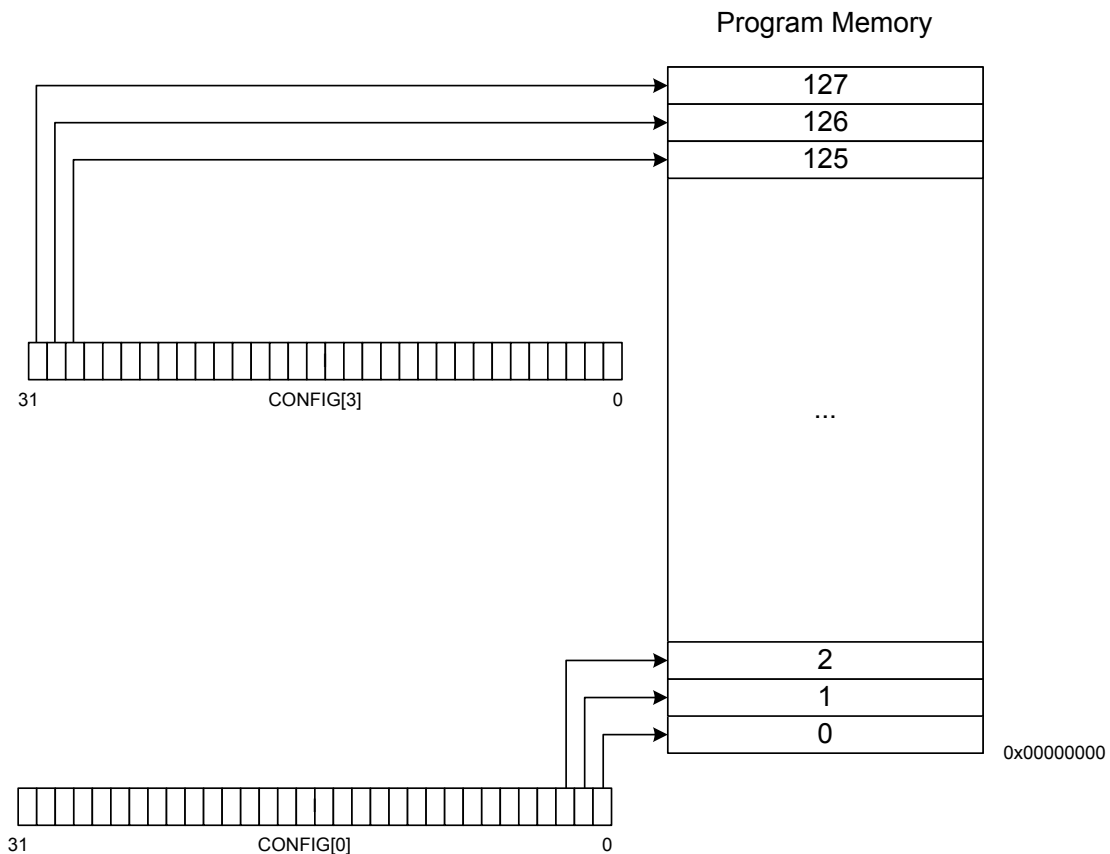 Program Memory
127
126
125
31 CONFIG[3] 0
...
2
1
0
0x00000000
31 CONFIG[0] 0